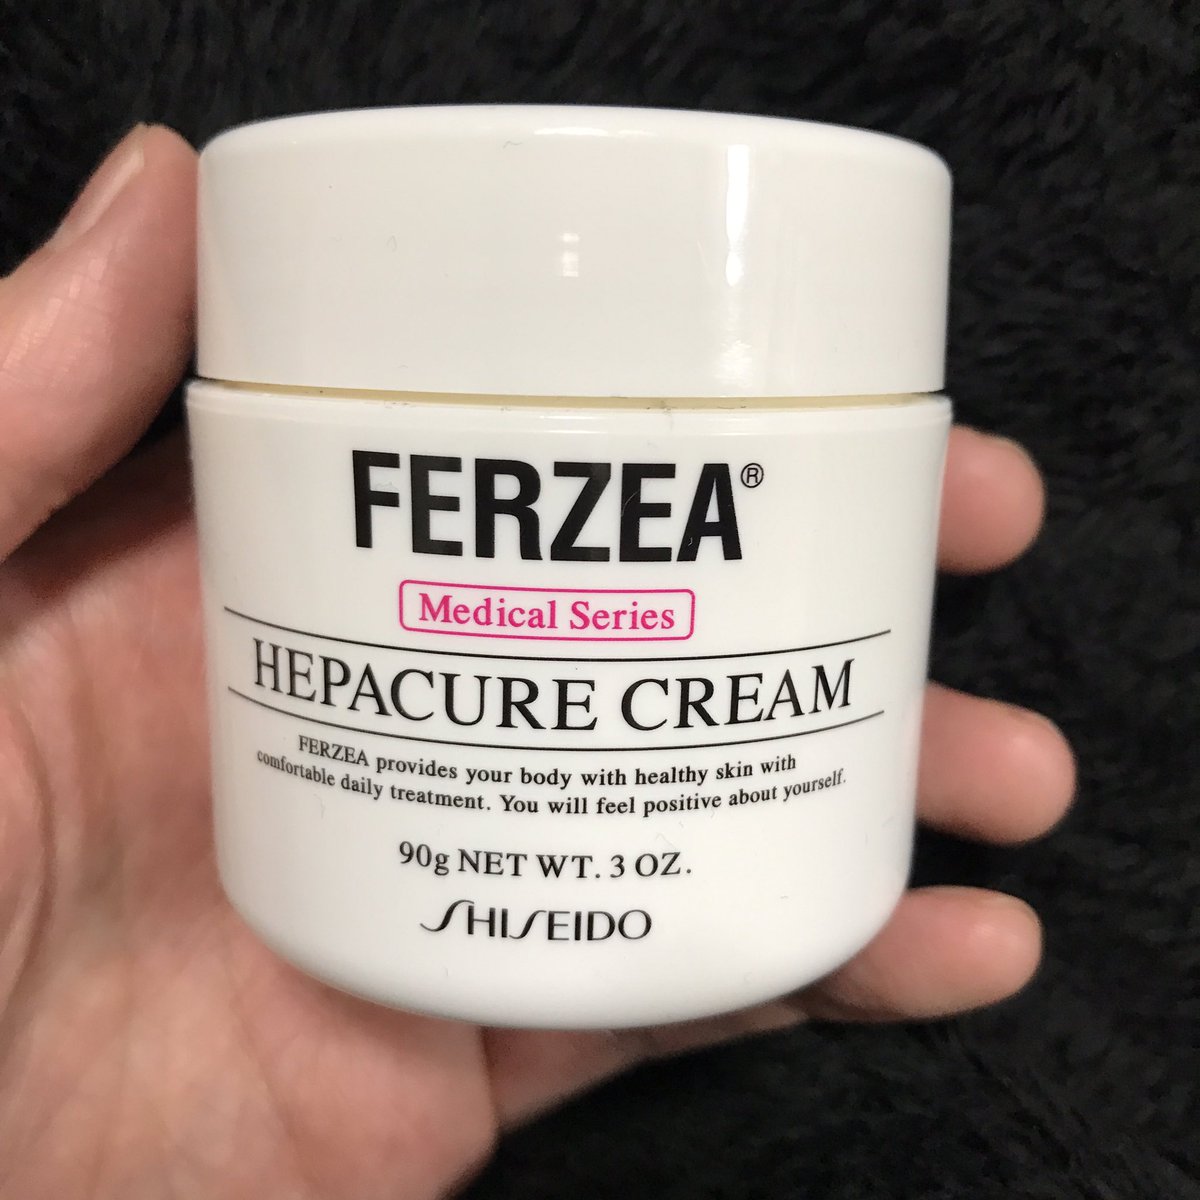 FERZEA®
Medical Series
HEPACURE CREAM
FERZEA provides your body with healthy skin with
comfortable daily treatment. You will feel positive about yourself.
90g NET WT. 3 OZ.
SHISEIDO